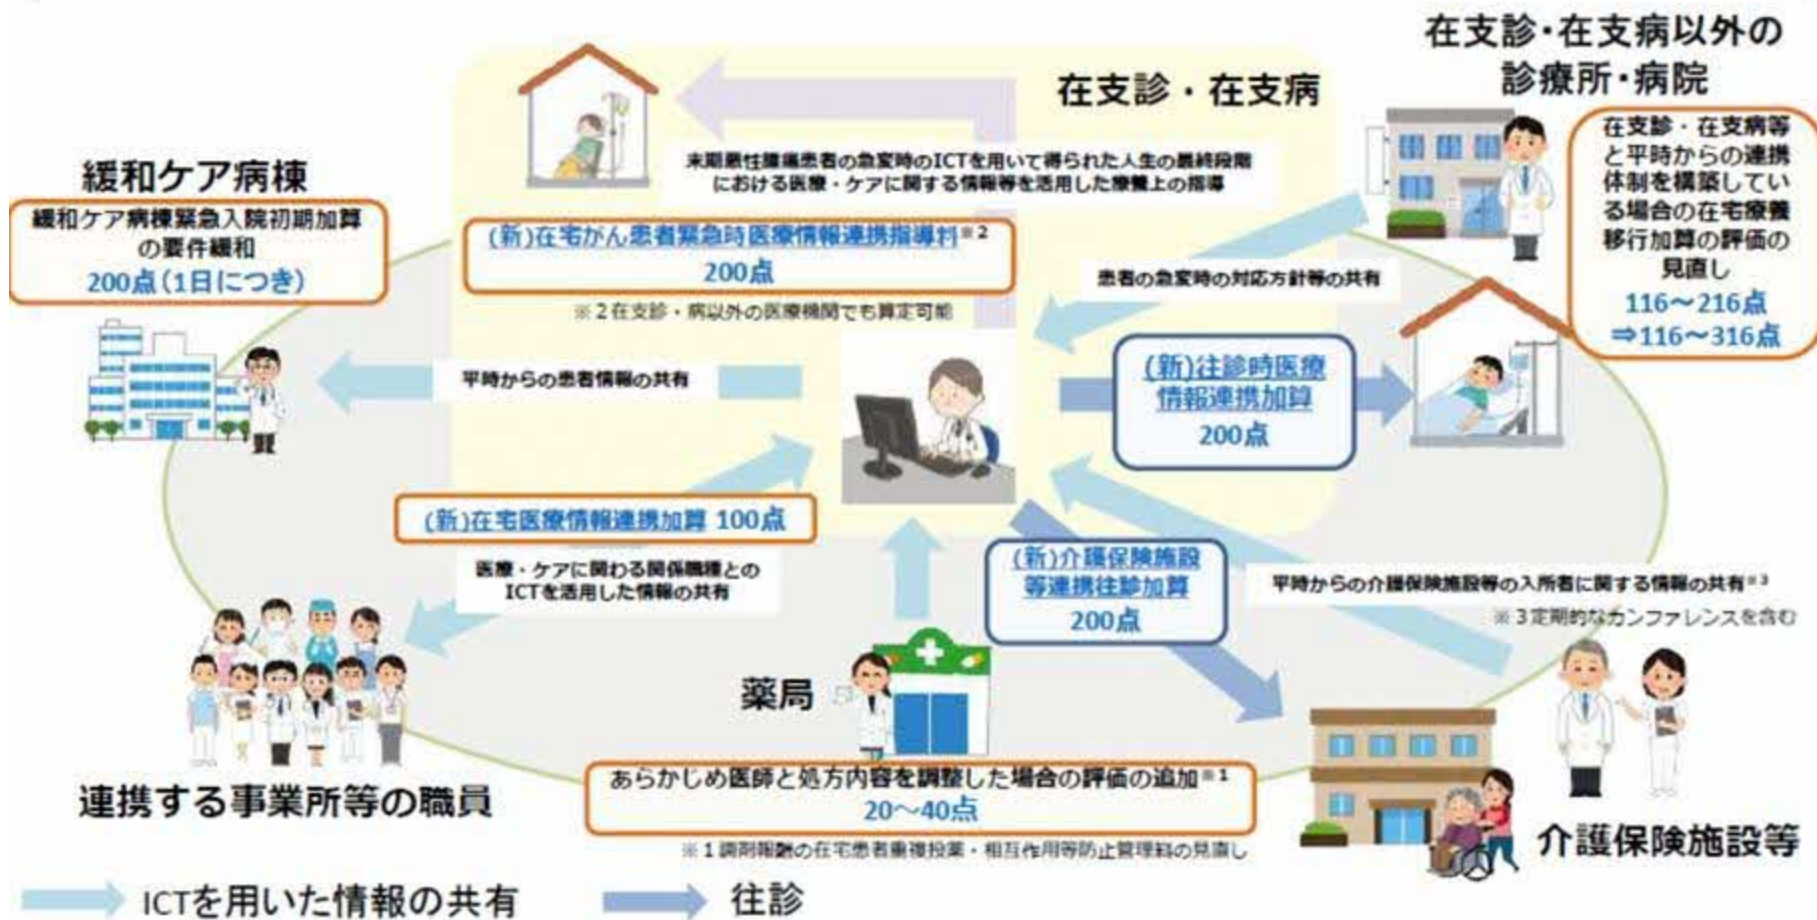 在支診・在支病以外の
診療所・病院
在支診・在支病等
と平時からの連携
体制を構築してい
る場合の在宅療養
移行加算の評価の
見直し
116～216点
⇒116～316点
在支診・在支病
末期悪性腫瘍患者の急変時のICTを用いて得られた人生の最終段階
における医療・ケアに関する情報等を活用した療養上の指導
緩和ケア病棟
緩和ケア病棟緊急入院初期加算
の要件緩和
200点(1日につき)
(新)在宅がん患者緊急時医療情報連携指導料※2
200点
※2在支診・病以外の医療機関でも算定可能
患者の急変時の対応方針等の共有
平時からの患者情報の共有
(新)往診時医療
情報連携加算
200点
(新)在宅医療情報連携加算 100点
医療・ケアに関わる関係職種との
ICTを活用した情報の共有
(新)介護保険施設
等連携往診加算
200点
平時からの介護保険施設等の入所者に関する情報の共有※3
※3定期的なカンファレンスを含む
薬局
連携する事業所等の職員
あらかじめ医師と処方内容を調整した場合の評価の追加※1
20～40点
※1調剤報酬の在宅患者重複投薬・相互作用等防止管理料の見直し
介護保険施設等
ICTを用いた情報の共有
往診